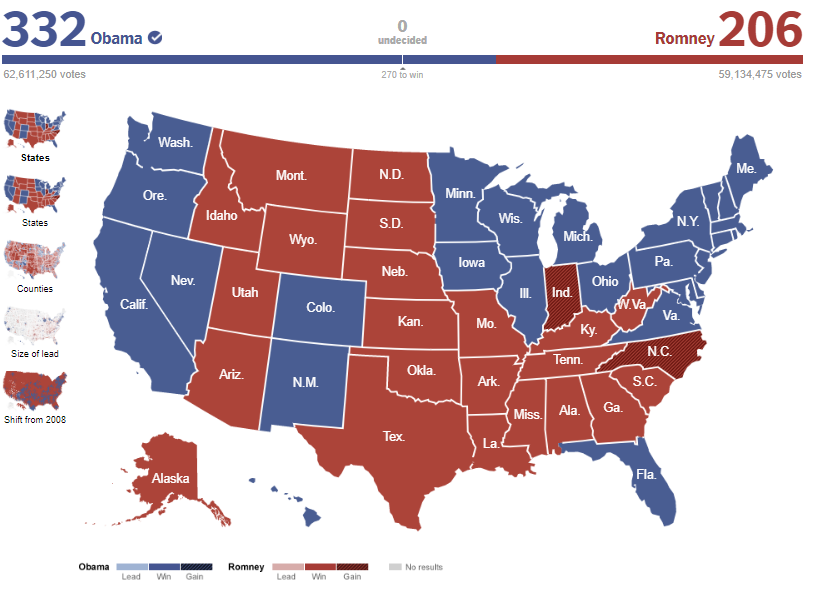 332 Obama
0
undecided
Romney 206
62,611,250 votes
270 to win
59,134,475 votes
States
States
Counties
Size of lead
Shift from 2008
Wash.
Mont.
N.D.
Minn.
Me.
Ore.
Idaho
S.D.
Wis.
Mich.
N.Y.
Wyo.
Neb.
Iowa
Pa.
Nev.
Utah
Colo.
Ill.
Ind.
Ohio
Calif.
Kan.
Mo.
W.Va.
Va.
Ky.
Ariz.
N.M.
Okla.
Ark.
Tenn.
N.C.
S.C.
Tex.
La.
Miss.
Ala.
Ga.
Fla.
Alaska
Obama
Lead
Win
Gain
Romney
Lead
Win
Gain
No results